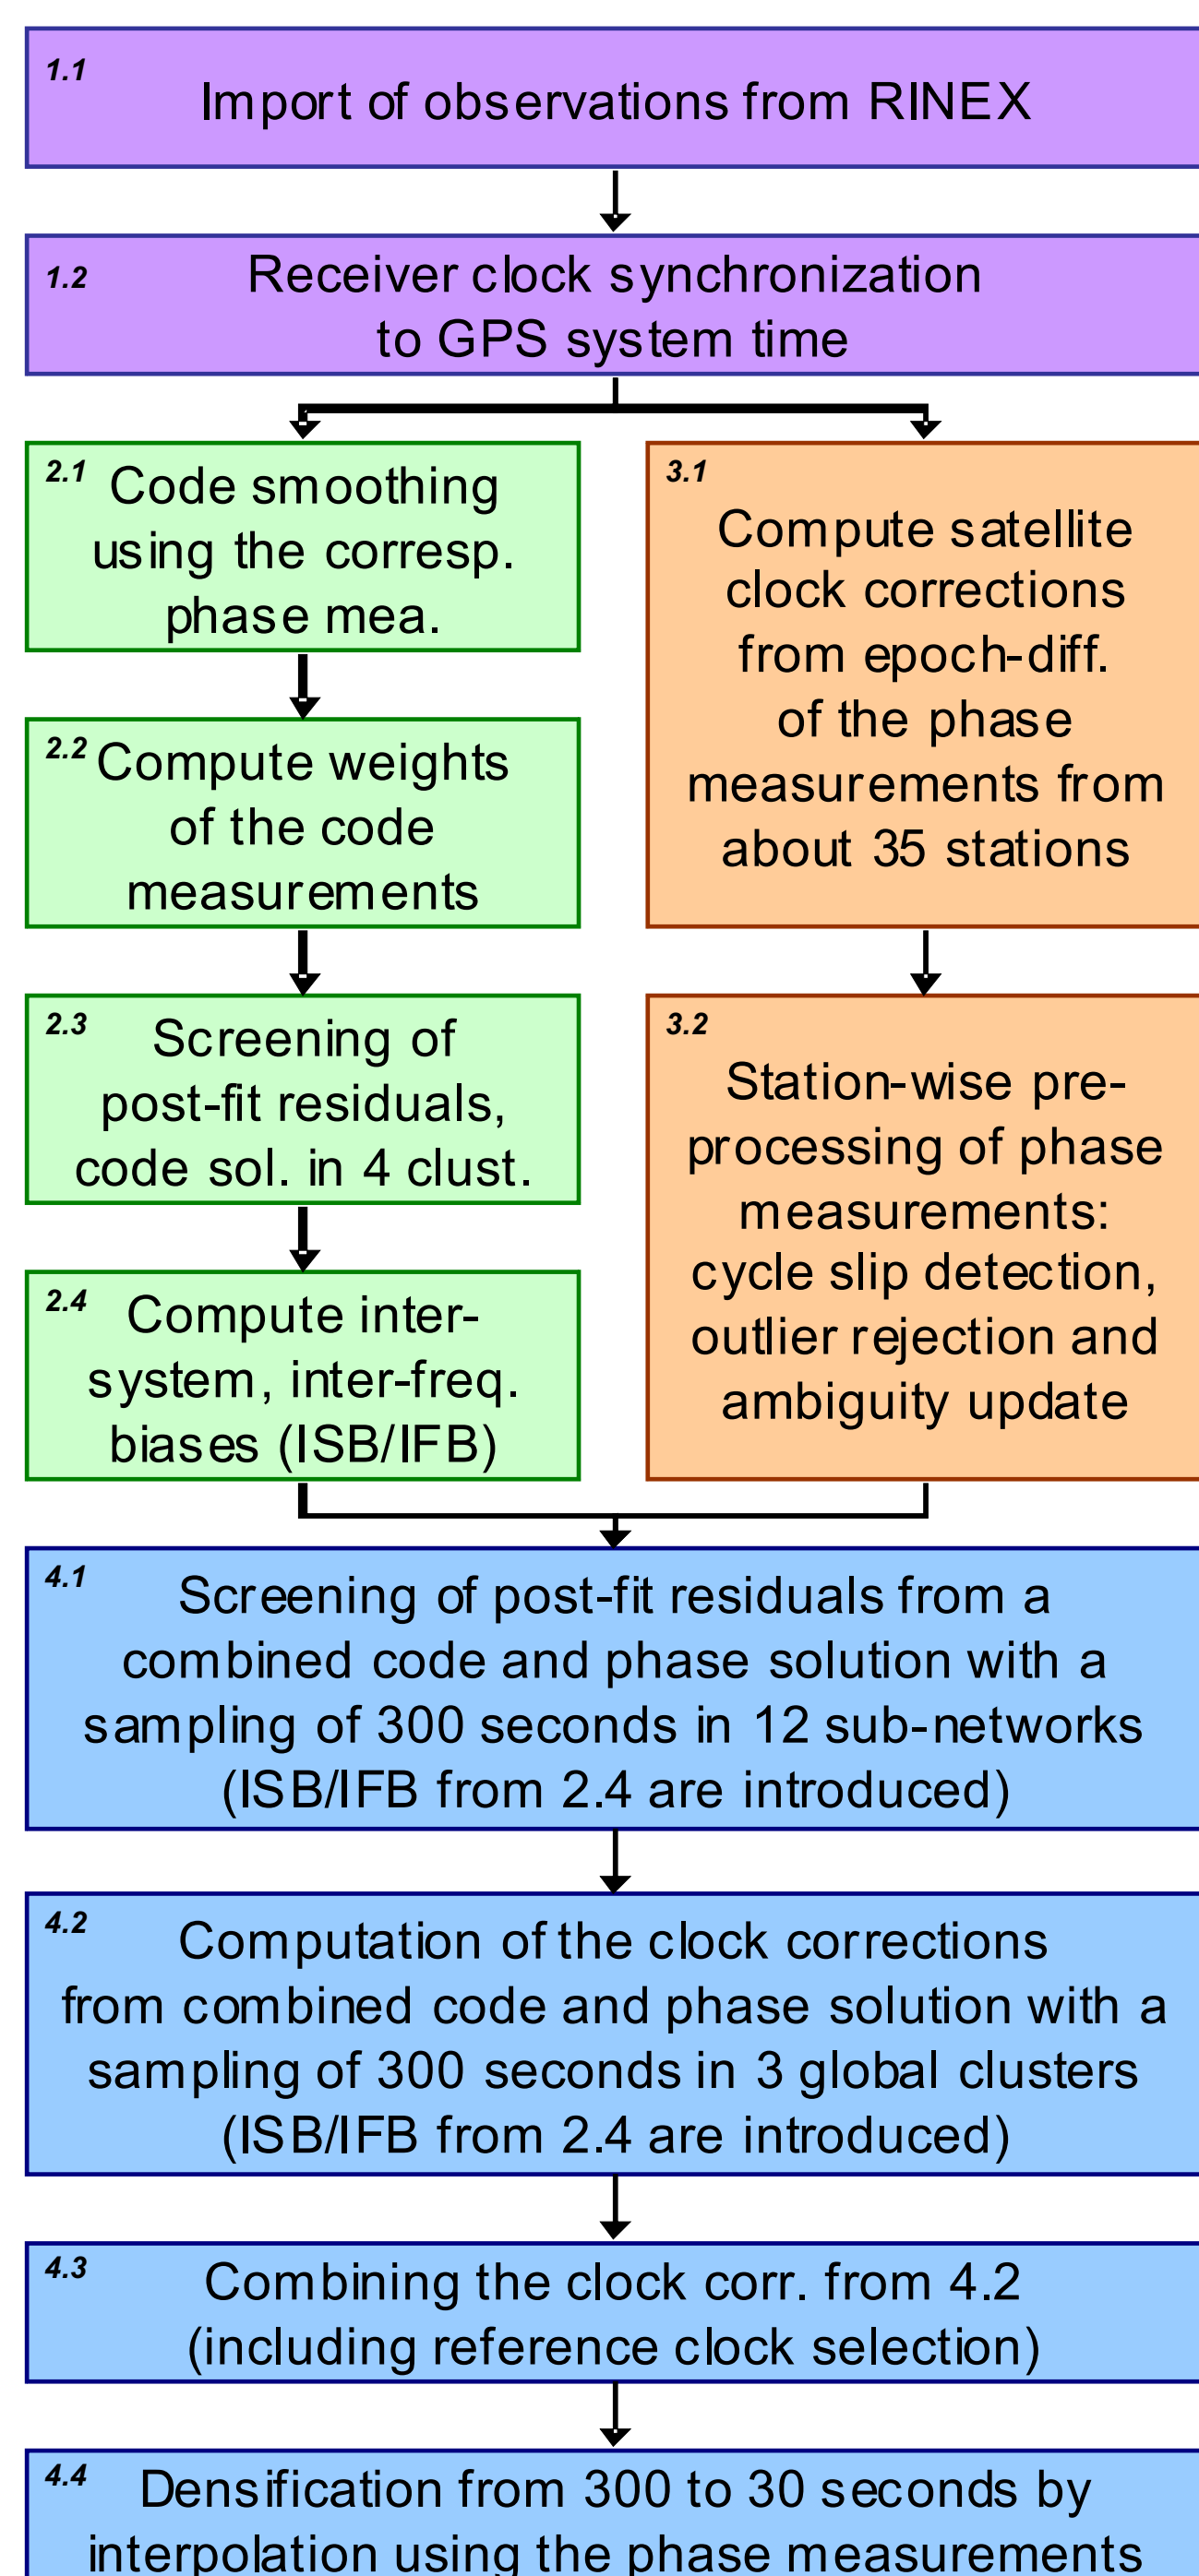 1.1
Import of observations from RINEX
1.2
Receiver clock synchronization
to GPS system time
2.1
Code smoothing
using the corresp.
phase mea.
2.2
Compute weights
of the code
measurements
2.3
Screening of
post-fit residuals,
code sol. in 4 clust.
2.4
Compute inter-
system, inter-freq.
biases (ISB/IFB)
3.1
Compute satellite
clock corrections
from epoch-diff.
of the phase
measurements from
about 35 stations
3.2
Station-wise pre-
processing of phase
measurements:
cycle slip detection,
outlier rejection and
ambiguity update
4.1
Screening of post-fit residuals from a
combined code and phase solution with a
sampling of 300 seconds in 12 sub-networks
(ISB/IFB from 2.4 are introduced)
4.2
Computation of the clock corrections
from combined code and phase solution with a
sampling of 300 seconds in 3 global clusters
(ISB/IFB from 2.4 are introduced)
4.3
Combining the clock corr. from 4.2
(including reference clock selection)
4.4
Densification from 300 to 30 seconds by
interpolation using the phase measurements